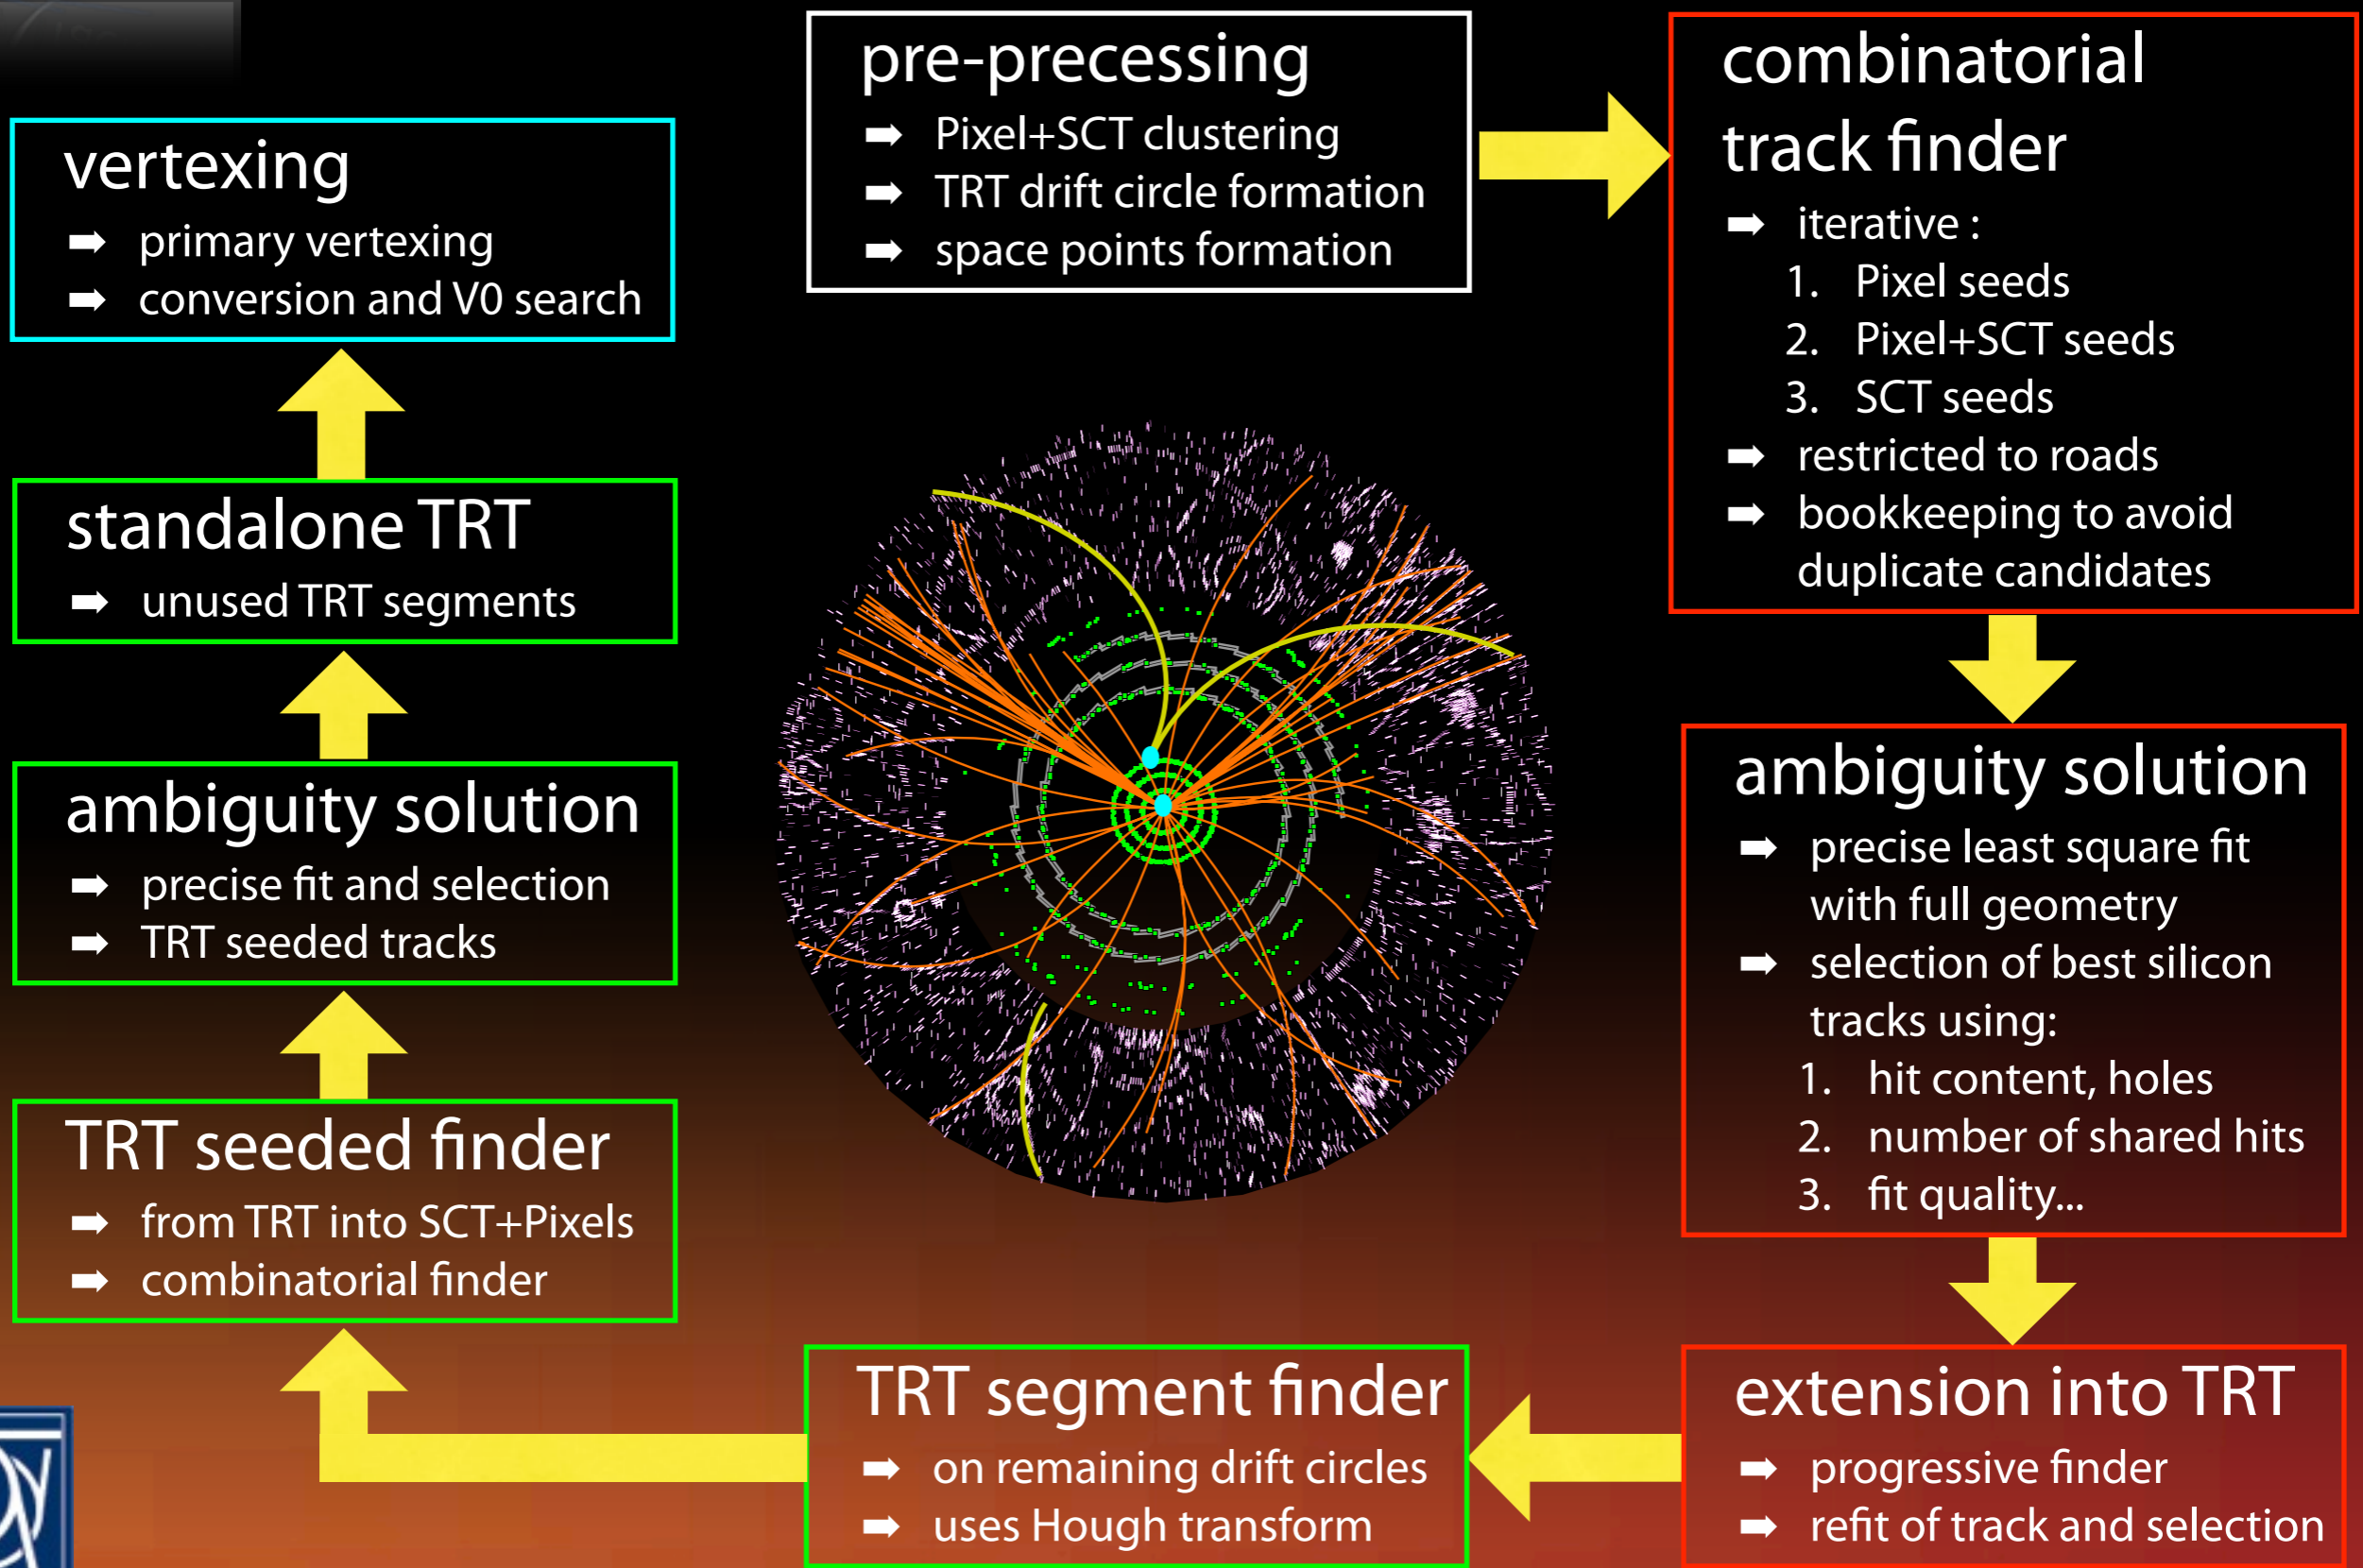 pre-precessing
➡ Pixel+SCT clustering
➡ TRT drift circle formation
➡ space points formation
combinatorial
track finder
➡ iterative :
1. Pixel seeds
2. Pixel+SCT seeds
3. SCT seeds
➡ restricted to roads
➡ bookkeeping to avoid
duplicate candidates
ambiguity solution
➡ precise least square fit
with full geometry
➡ selection of best silicon
tracks using:
1. hit content, holes
2. number of shared hits
3. fit quality...
extension into TRT
➡ progressive finder
➡ refit of track and selection
TRT segment finder
➡ on remaining drift circles
➡ uses Hough transform
TRT seeded finder
➡ from TRT into SCT+Pixels
➡ combinatorial finder
ambiguity solution
➡ precise fit and selection
➡ TRT seeded tracks
standalone TRT
➡ unused TRT segments
vertexing
➡ primary vertexing
➡ conversion and V0 search